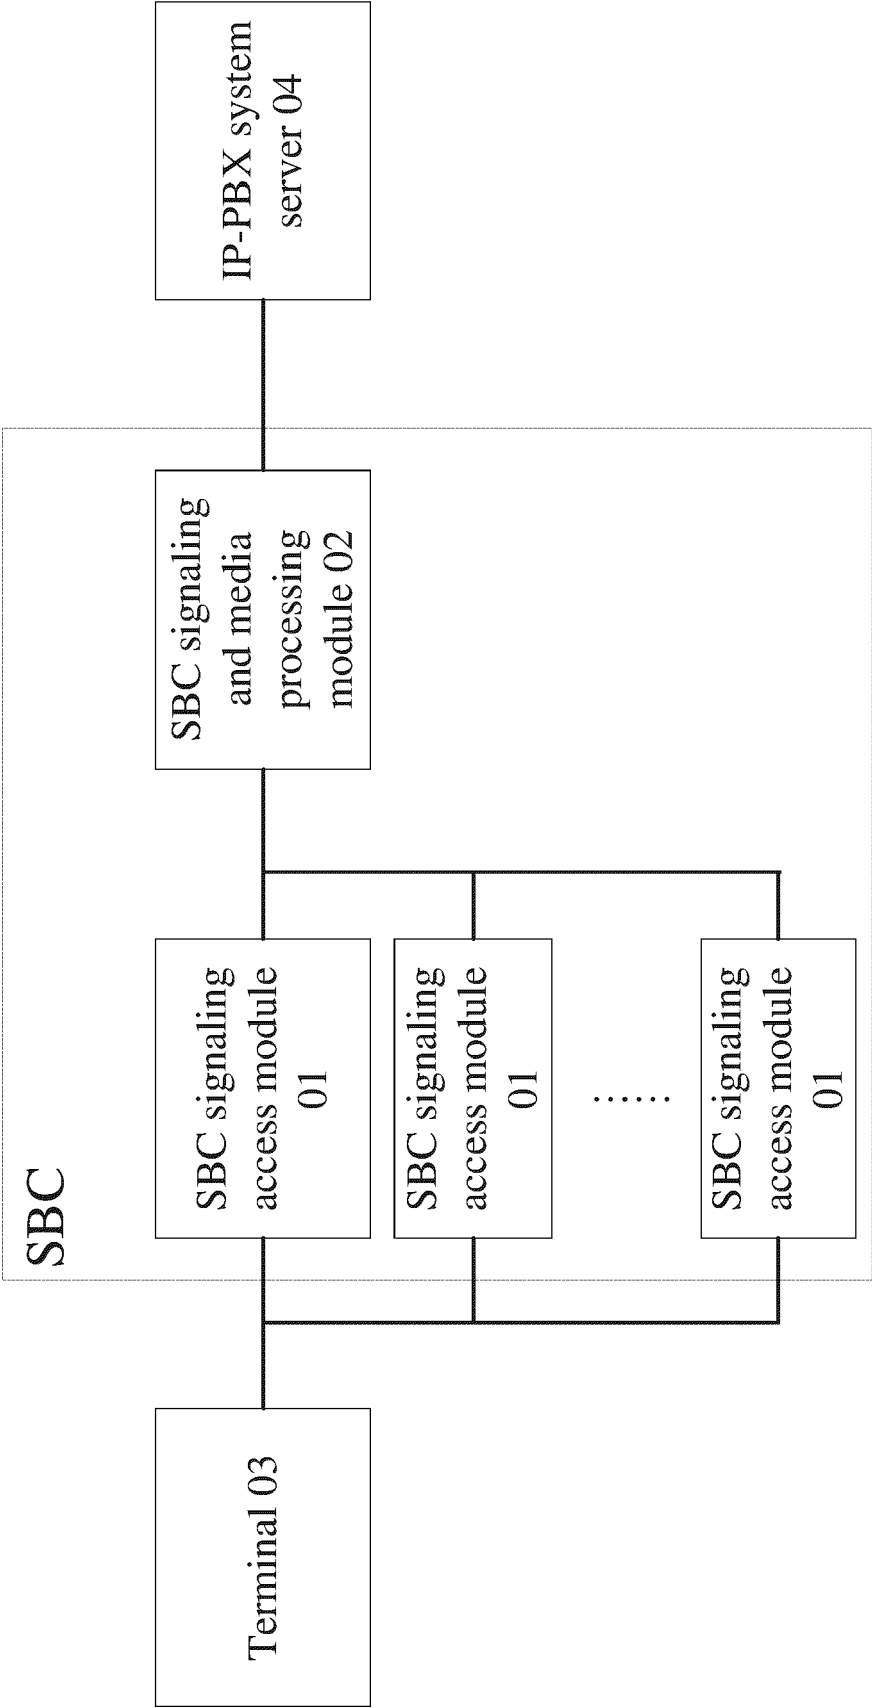 SBC
Terminal 03
SBC signaling
access module
01
SBC signaling
access module
01
......
SBC signaling
access module
01
SBC signaling
and media
processing
module 02
IP-PBX system
server 04